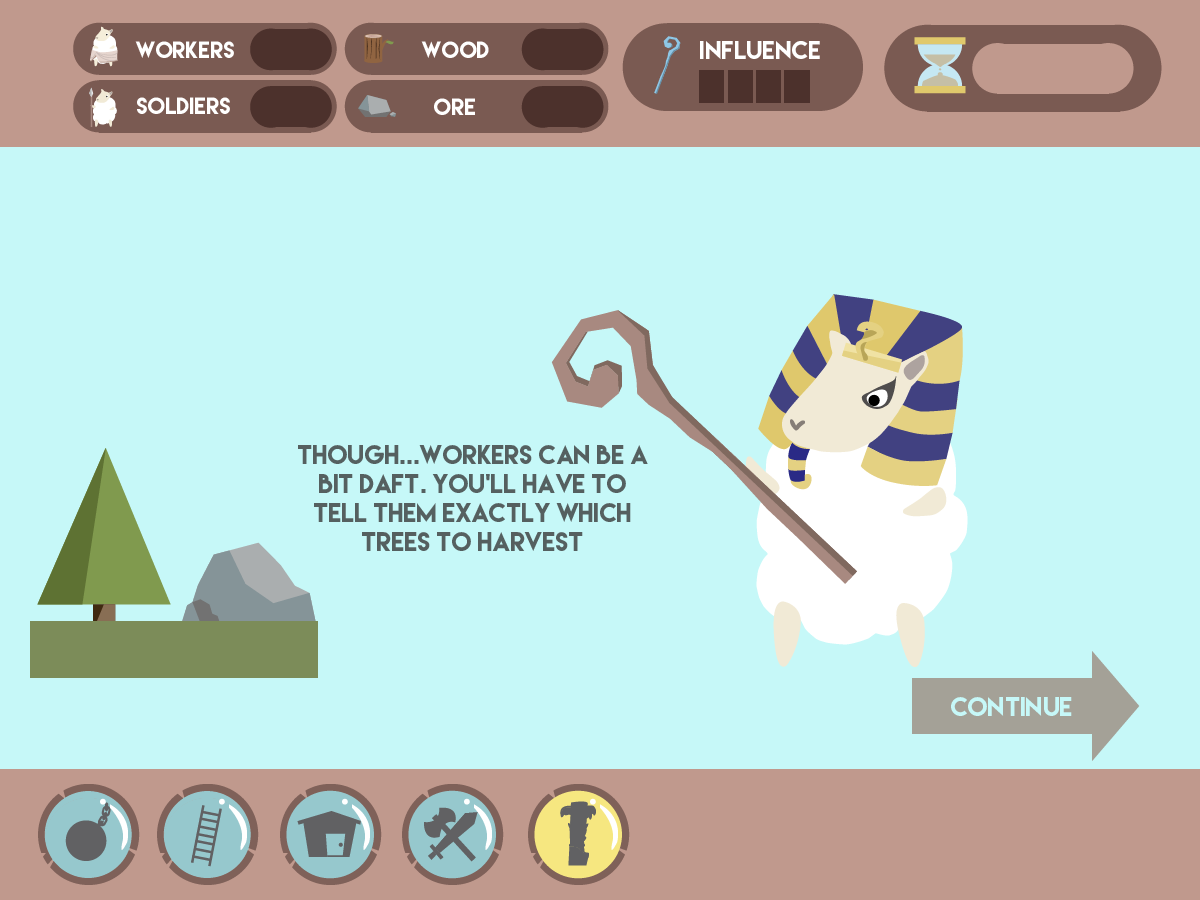 WORKERS
WOOD
INFLUENCE
SOLDIERS
ORE
THOUGH...WORKERS CAN BE A
BIT DAFT. YOU'LL HAVE TO
TELL THEM EXACTLY WHICH
TREES TO HARVEST
CONTINUE